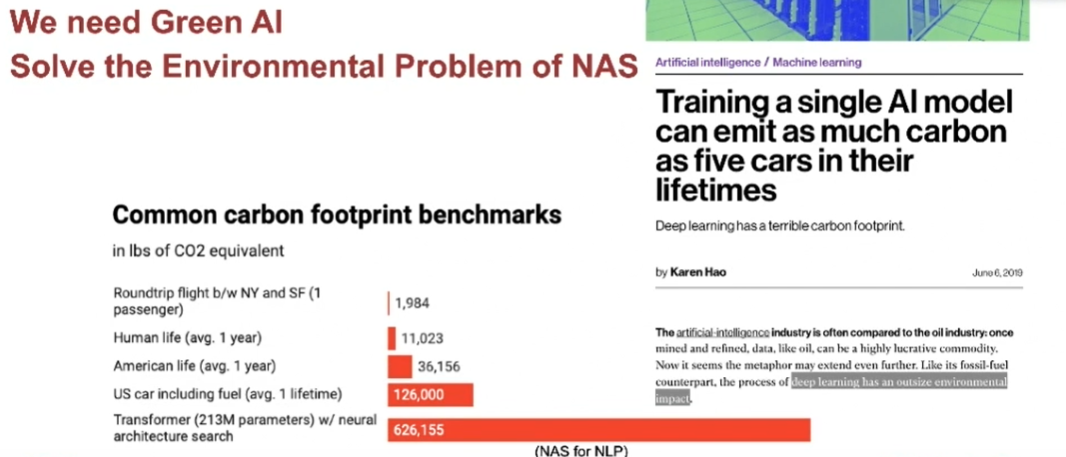 We need Green AI
Solve the Environmental Problem of NAS
Common carbon footprint benchmarks
in lbs of CO2 equivalent
Roundtrip flight b/w NY and SF (1
passenger)
1,984
Human life (avg. 1 year)
11,023
American life (avg. 1 year)
36,156
US car including fuel (avg. 1 lifetime)
126,000
Transformer (213M parameters) w/ neural
architecture search
626,155
(NAS for NLP)
Artificial intelligence / Machine learning
Training a single AI model
can emit as much carbon
as five cars in their
lifetimes
Deep learning has a terrible carbon footprint.
by Karen Hao
June 6, 2019
The artificial-intelligence industry is often compared to the oil industry: once
mined and refined, data, like oil, can be a highly lucrative commodity.
Now it seems the metaphor may extend even further. Like its fossil-fuel
counterpart, the process of deep learning has an outsize environmental
impact.